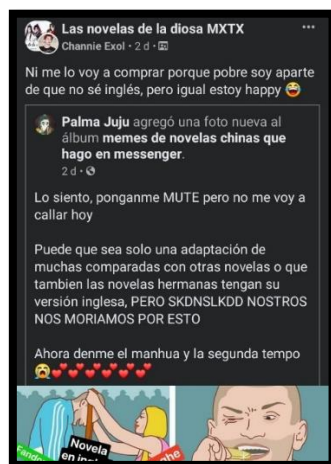 Las novelas de la diosa MXTX
Channie Exol · 2 d ·
Ni me lo voy a comprar porque pobre soy aparte
de que no sé inglés, pero igual estoy happy 😂
Palma Juju agregó una foto nueva al
álbum memes de novelas chinas que
hago en messenger.
2 d ·
Lo siento, ponganme MUTE pero no me voy a
callar hoy
Puede que sea solo una adaptación de
muchas comparadas con otras novelas o que
tambien las novelas hermanas tengan su
versión inglesa, PERO SKDNSLKDD NOSTROS
NOS MORIAMOS POR ESTO
Ahora denme el manhua y la segunda tempo
😭💕💕💕💕💕💕
Novela